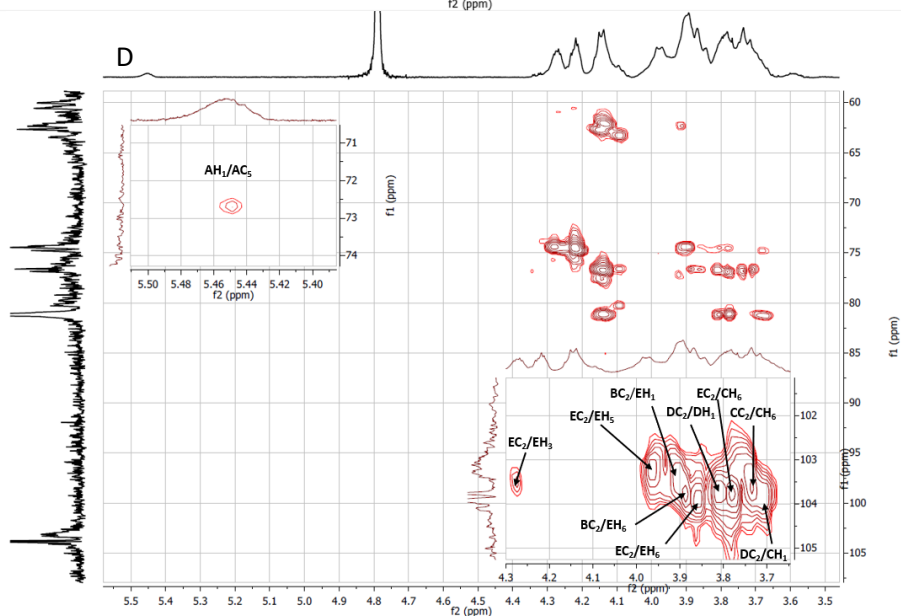 f2 (ppm)
D
60
65
70
75
80
85
90
95
100
105
f1 (ppm)
AH1/AC5
71
72
73
74
f1 (ppm)
5.50 5.48 5.46 5.44 5.42 5.40
f2 (ppm)
BC2/EH1
EC2/CH6
EC2/EH5
DC2/DH1
CC2/CH6
EC2/EH3
BC2/EH6
EC2/EH6
DC2/CH1
102
103
104
105
f1 (ppm)
4.3 4.2 4.1 4.0 3.9 3.8 3.7
f2 (ppm)
5.5 5.4 5.3 5.2 5.1 5.0 4.9 4.8 4.7 4.6 4.5 4.4 4.3 4.2 4.1 4.0 3.9 3.8 3.7 3.6 3.5
f2 (ppm)